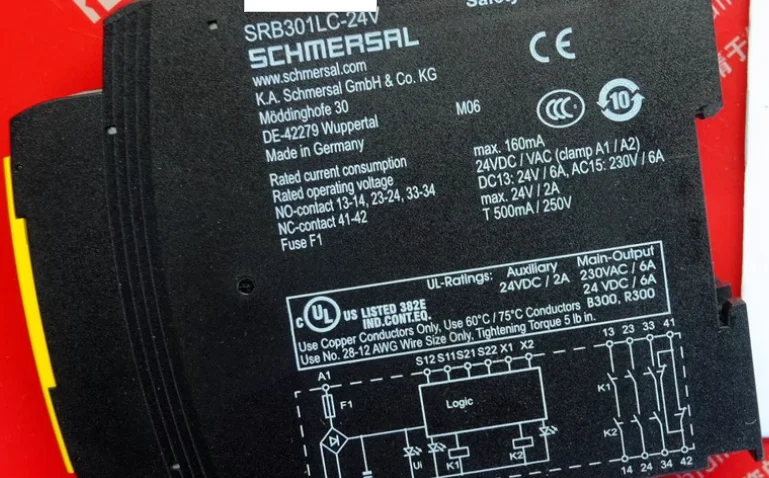 Safety
SRB301LC-24V
SCHMERSAL
www.schmersal.com
K.A. Schmersal GmbH & Co. KG
Möddinghofe 30
DE-42279 Wuppertal
Made in Germany
M06
CE
CCC
10
Rated current consumption max. 160mA
Rated operating voltage 24VDC / VAC (clamp A1 / A2)
NO-contact 13-14, 23-24, 33-34 DC13: 24V / 6A, AC15: 230V / 6A
NC-contact 41-42 max. 24V / 2A
Fuse F1 T 500mA / 250V
UL-Ratings: Auxiliary Main-Output
24VDC / 2A 230VAC / 6A
24 VDC / 6A
B300, R300
c UL US LISTED 382E
IND.CONT.EQ.
Use Copper Conductors Only, Use 60°C / 75°C Conductors
Use No. 28-12 AWG Wire Size Only, Tightening Torque 5 lb in.
A1 S12 S11 S21 S22 X1 X2 13 23 33 41
F1 Logic K1
K2
Ui K1 K2
14 24 34 42